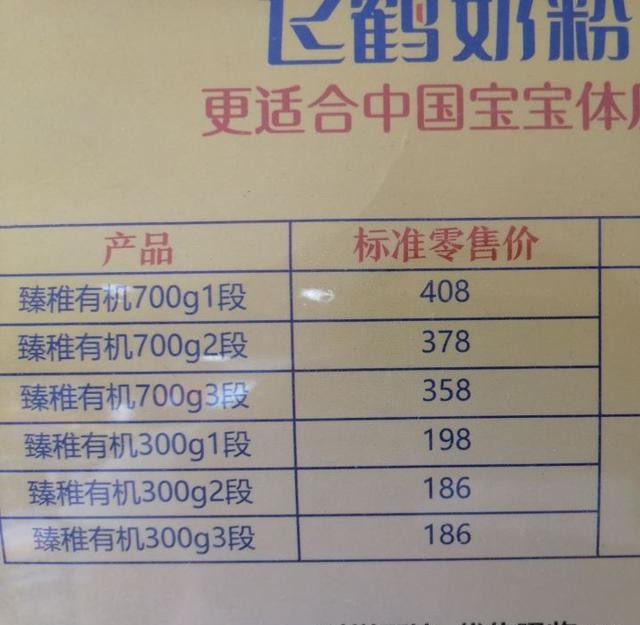 飞鹤奶粉
更适合中国宝宝体
产品 标准零售价
臻稚有机700g1段 408
臻稚有机700g2段 378
臻稚有机700g3段 358
臻稚有机300g1段 198
臻稚有机300g2段 186
臻稚有机300g3段 186